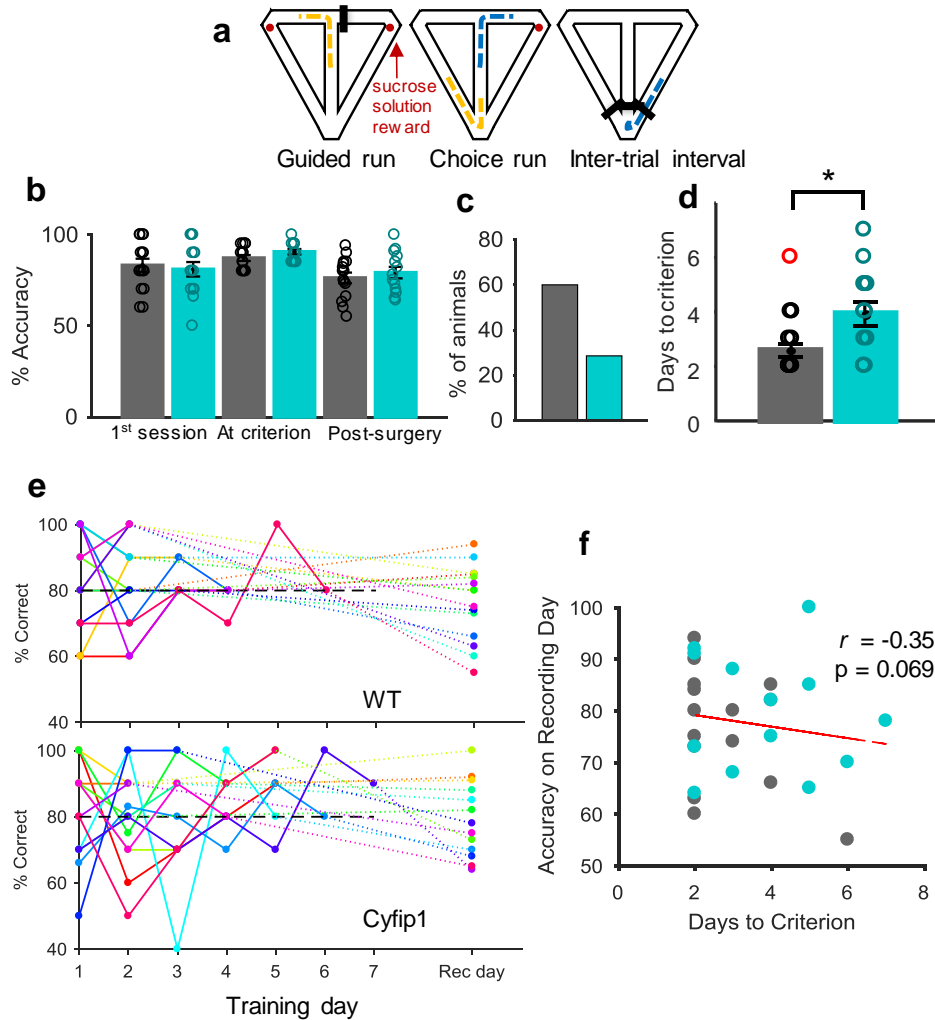 a
sucrose
solution
reward
Guided run
Choice run
Inter-trial interval
b
% Accuracy
100
50
0
1st session
At criterion
Post-surgery
c
% of animals
80
60
40
20
0
d
*
Days to criterion
6
4
2
0
e
% Correct
100
80
60
40
WT
% Correct
100
80
60
40
Cyfip1
1 2 3 4 5 6 7 Rec day
Training day
f
Accuracy on Recording Day
100
90
80
70
60
50
r = -0.35
p = 0.069
0 2 4 6 8
Days to Criterion